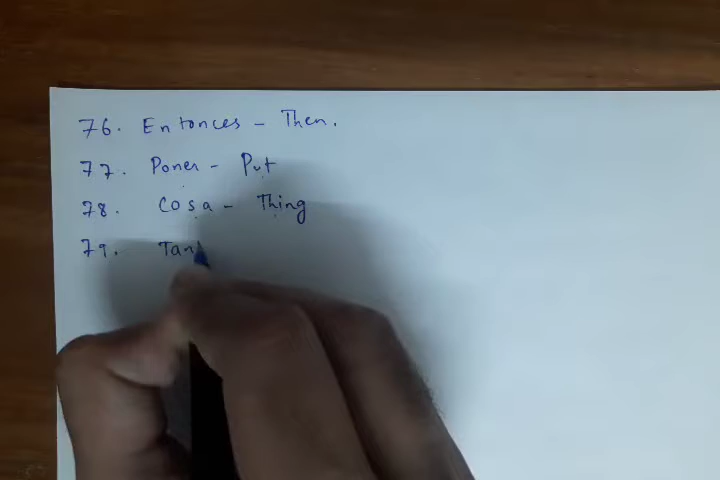 76. Entonces - Then.
77. Poner - Put
78. Cosa - Thing
79. Tan